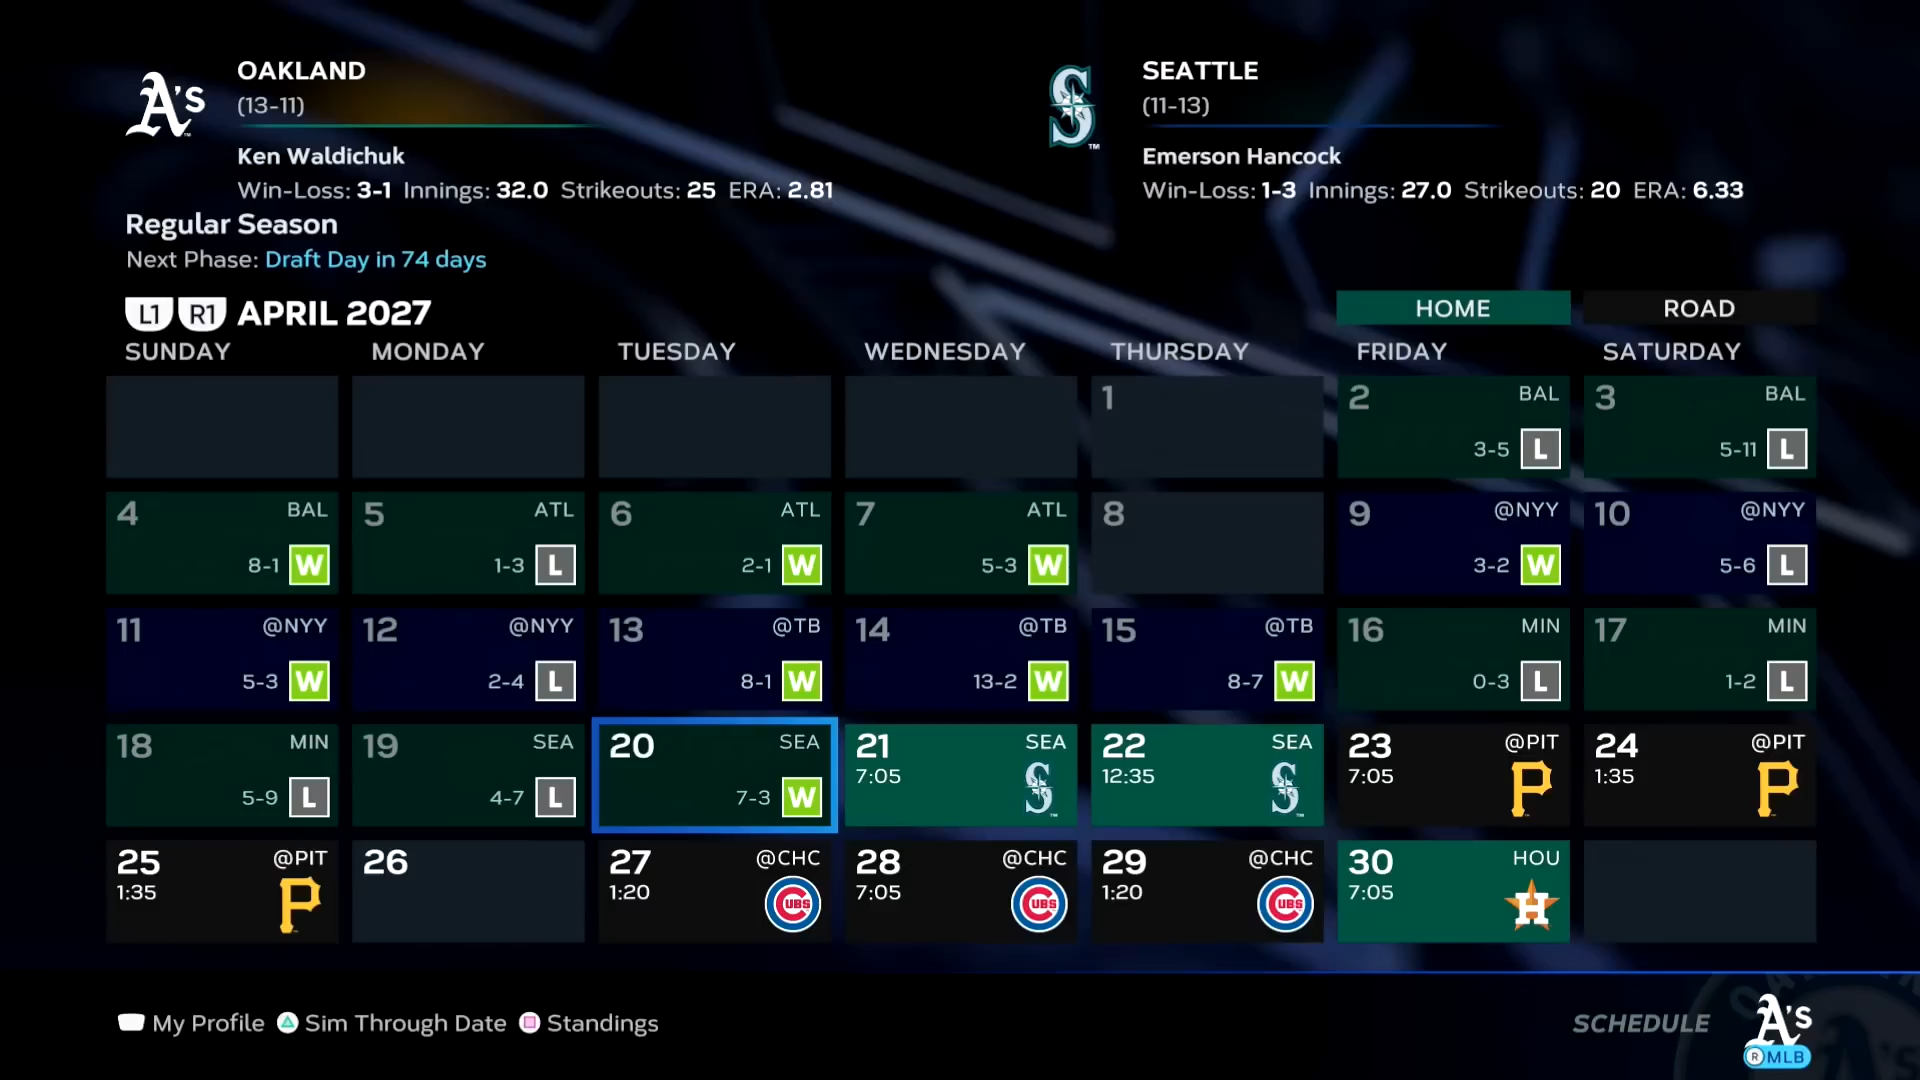 OAKLAND
(13-11)
Ken Waldichuk
Win-Loss: 3-1 Innings: 32.0 Strikeouts: 25 ERA: 2.81
SEATTLE
(11-13)
Emerson Hancock
Win-Loss: 1-3 Innings: 27.0 Strikeouts: 20 ERA: 6.33
A's
S™
Regular Season
Next Phase: Draft Day in 74 days
L1 R1 APRIL 2027
HOME ROAD
SUNDAY MONDAY TUESDAY WEDNESDAY THURSDAY FRIDAY SATURDAY
1 2 BAL 3 BAL
3-5 L 5-11 L
4 BAL 5 ATL 6 ATL 7 ATL 8 9 @NYY 10 @NYY
8-1 W 1-3 L 2-1 W 5-3 W 3-2 W 5-6 L
11 @NYY 12 @NYY 13 @TB 14 @TB 15 @TB 16 MIN 17 MIN
5-3 W 2-4 L 8-1 W 13-2 W 8-7 W 0-3 L 1-2 L
18 MIN 19 SEA 20 SEA 21 SEA 22 SEA 23 @PIT 24 @PIT
7:05 S 12:35 S 7:05 P 1:35 P
5-9 L 4-7 L 7-3 W
25 @PIT 26 27 @CHC 28 @CHC 29 @CHC 30 HOU
1:35 P 1:20 CUBS 7:05 CUBS 1:20 CUBS 7:05 H
My Profile Sim Through Date Standings
SCHEDULE A's
R MLB